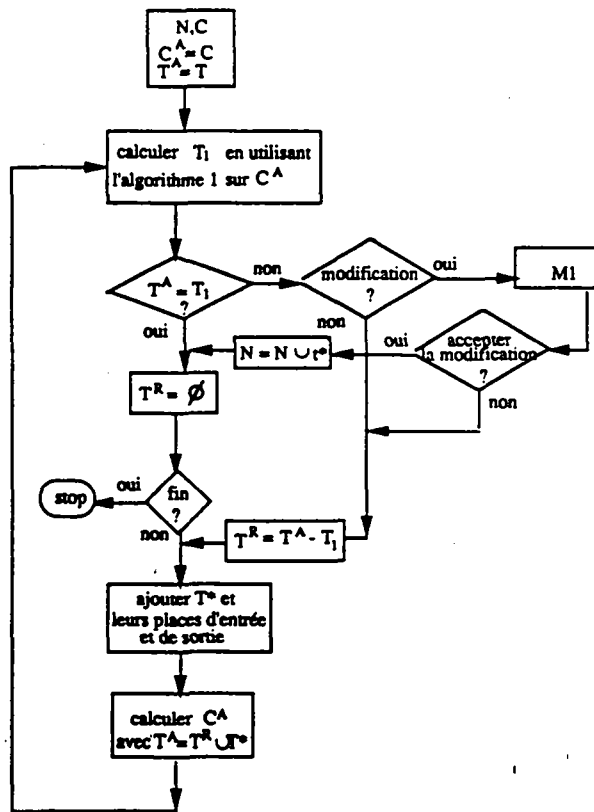 N,C
C^A = C
T^A = T
calculer T₁ en utilisant
l'algorithme 1 sur C^A
T^A = T₁
?
non
oui
modification
?
oui
non
M1
accepter
la modification
?
oui
non
N = N ∪ t*
T^R = Ø
fin
?
oui
non
stop
T^R = T^A - T₁
ajouter T* et
leurs places d'entrée
et de sortie
calculer C^A
avec T^A = T^R ∪ T*